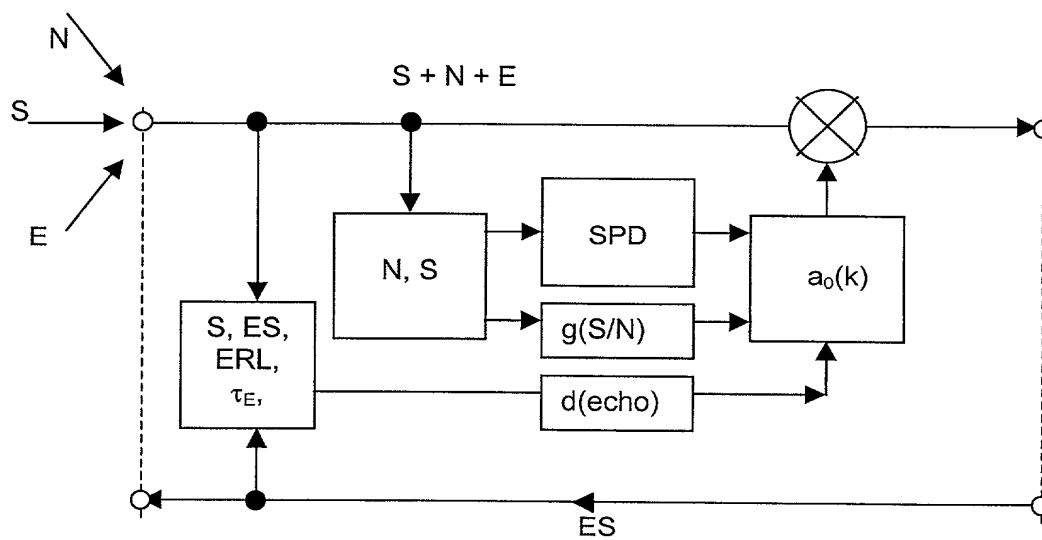 N
S + N + E
S
E
SPD
N, S
a₀(k)
S, ES,
ERL,
τE,
g(S/N)
d(echo)
ES